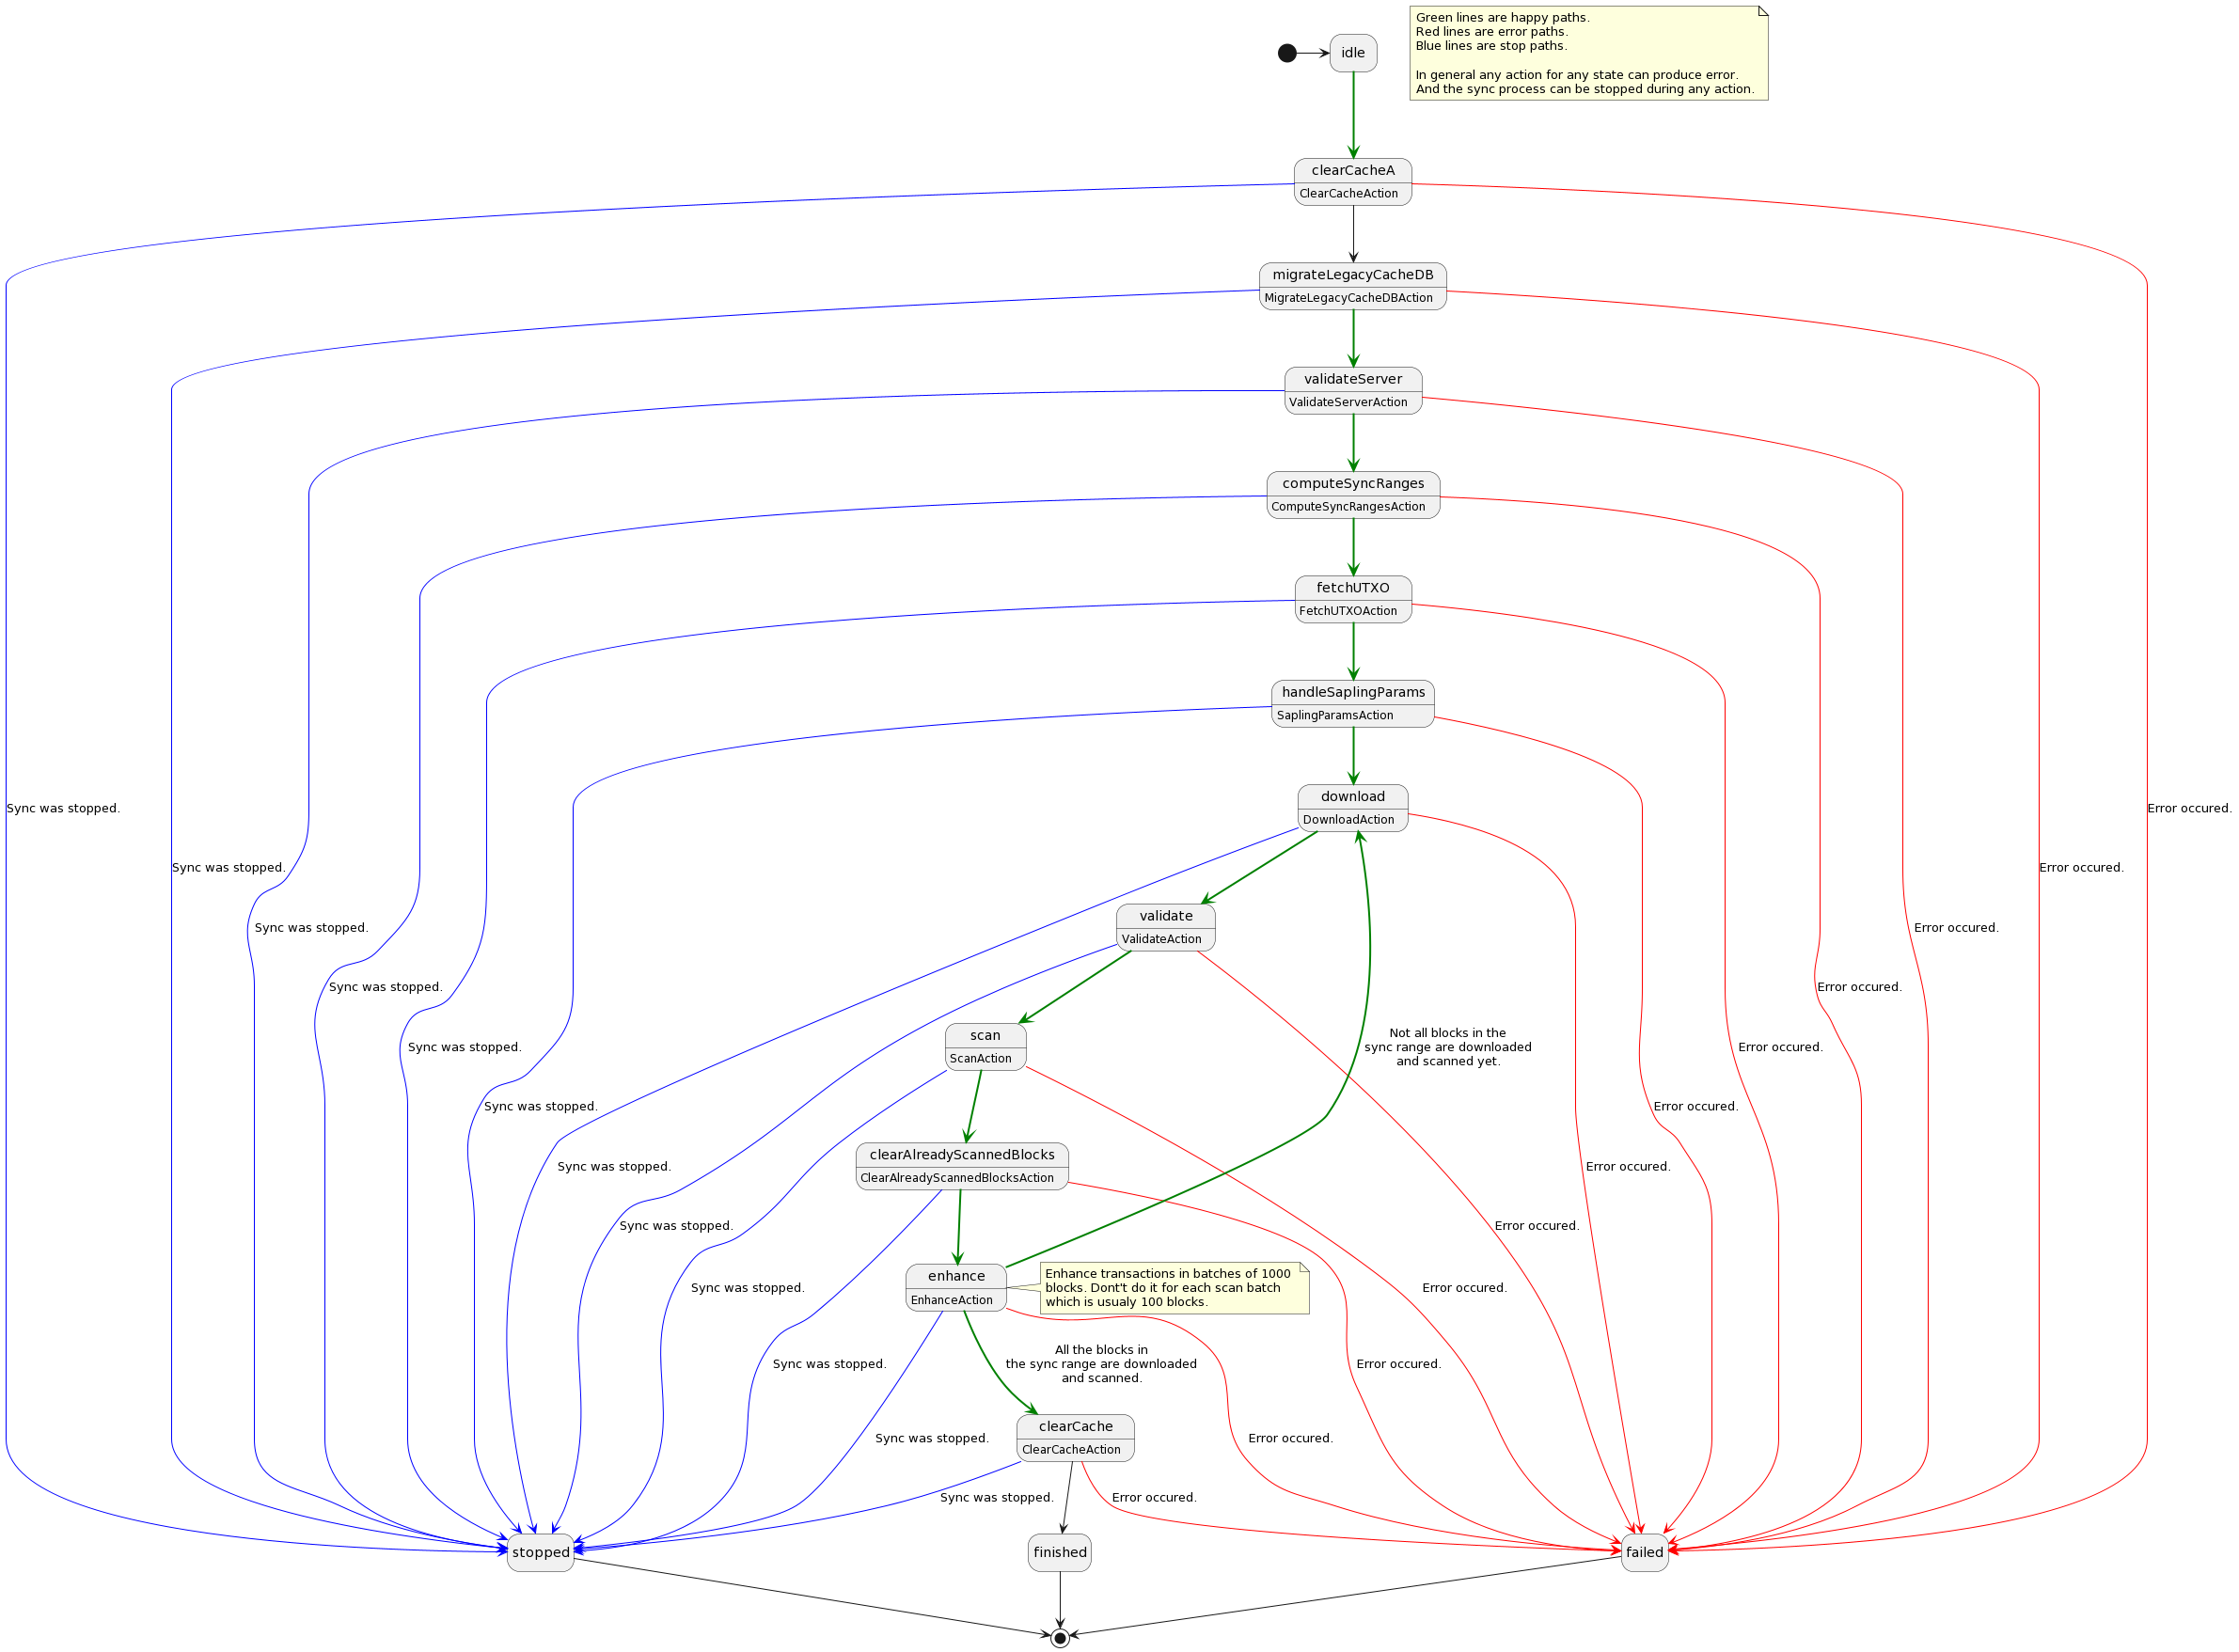 Green lines are happy paths.
Red lines are error paths.
Blue lines are stop paths.
In general any action for any state can produce error.
And the sync process can be stopped during any action.
idle
clearCacheA
ClearCacheAction
migrateLegacyCacheDB
MigrateLegacyCacheDBAction
validateServer
ValidateServerAction
computeSyncRanges
ComputeSyncRangesAction
fetchUTXO
FetchUTXOAction
handleSaplingParams
SaplingParamsAction
download
DownloadAction
Sync was stopped.
Error occured.
Sync was stopped.
Error occured.
validate
ValidateAction
Sync was stopped.
Error occured.
Sync was stopped.
Error occured.
scan
ScanAction
Not all blocks in the
sync range are downloaded
and scanned yet.
Sync was stopped.
Error occured.
Sync was stopped.
Error occured.
clearAlreadyScannedBlocks
ClearAlreadyScannedBlocksAction
Sync was stopped.
Error occured.
Sync was stopped.
Error occured.
enhance
EnhanceAction
Enhance transactions in batches of 1000
blocks. Dont't do it for each scan batch
which is usualy 100 blocks.
Sync was stopped.
Error occured.
All the blocks in
the sync range are downloaded
and scanned.
Sync was stopped.
Error occured.
clearCache
ClearCacheAction
Sync was stopped.
Error occured.
Sync was stopped.
Error occured.
stopped
finished
failed